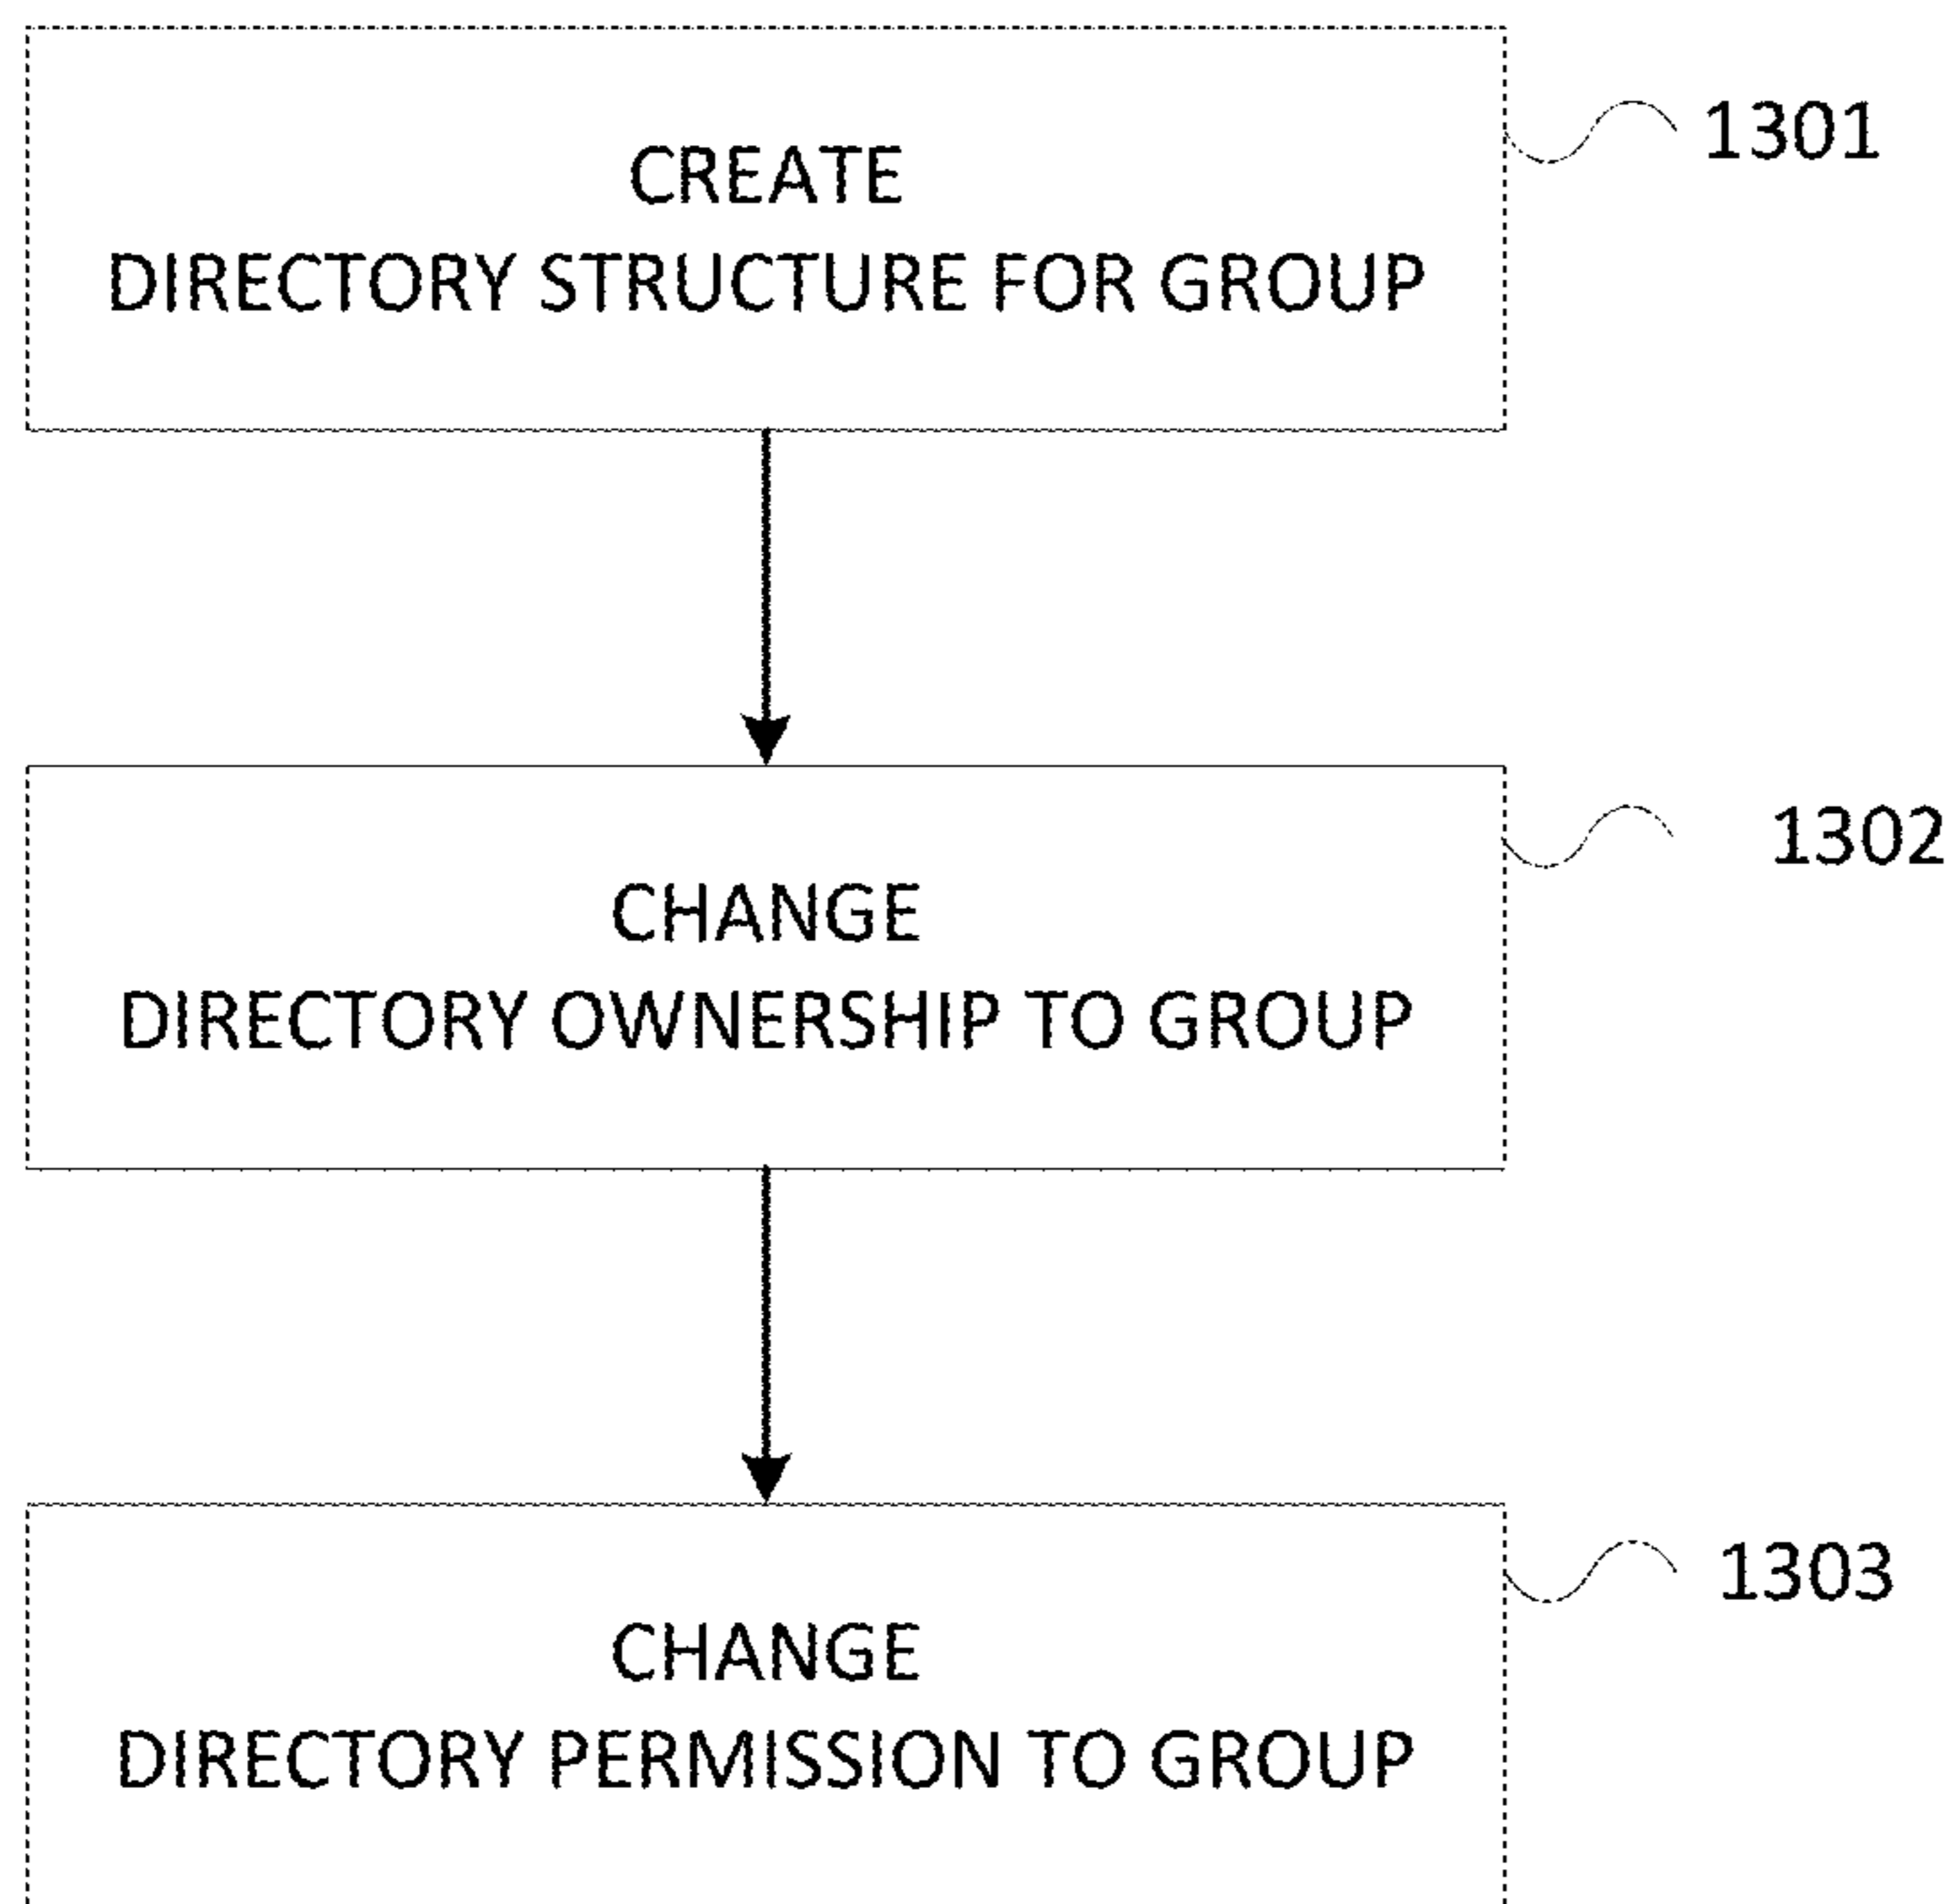 CREATE
DIRECTORY STRUCTURE FOR GROUP
1301
CHANGE
DIRECTORY OWNERSHIP TO GROUP
1302
CHANGE
DIRECTORY PERMISSION TO GROUP
1303